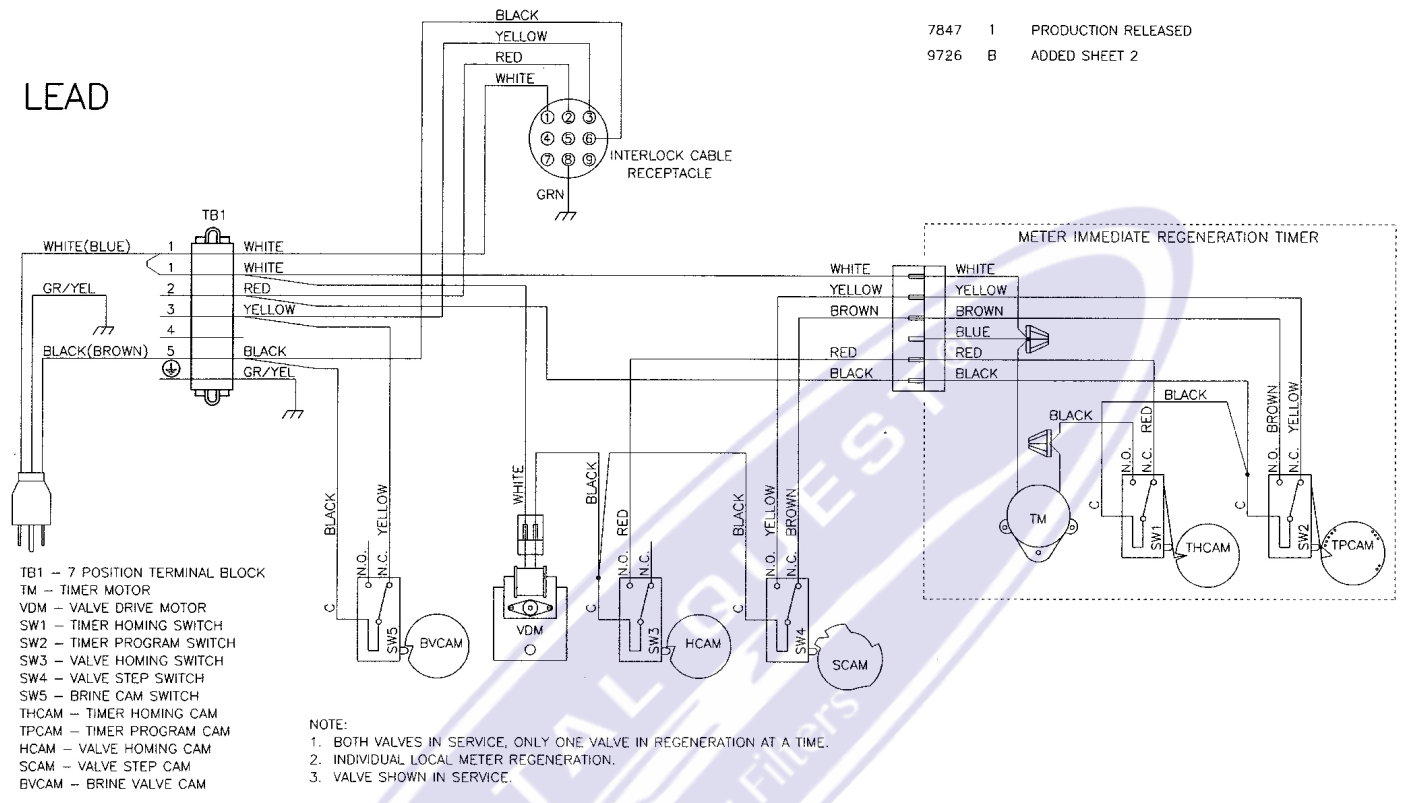 BLACK
YELLOW
RED
WHITE
7847 1 PRODUCTION RELEASED
9726 B ADDED SHEET 2
LEAD
1 2 3
4 5 6
7 8 9
INTERLOCK CABLE
RECEPTACLE
GRN
TB1
METER IMMEDIATE REGENERATION TIMER
WHITE(BLUE) 1 WHITE
1 WHITE
GR/YEL 2 RED
3 YELLOW
4
BLACK(BROWN) 5 BLACK
GR/YEL
WHITE WHITE
YELLOW YELLOW
BROWN BROWN
BLUE
RED RED
BLACK BLACK
BLACK
BLACK
RED
BROWN
YELLOW
N.O.
N.C.
N.O.
N.C.
C
C
TM
SW1
THCAM
SW2
TPCAM
BLACK
YELLOW
WHITE
BLACK
RED
BLACK
YELLOW
BROWN
N.O.
N.C.
N.O.
N.C.
N.O.
N.C.
C
C
C
SW5
BVCAM
VDM
SW3
HCAM
SW4
SCAM
TB1 – 7 POSITION TERMINAL BLOCK
TM – TIMER MOTOR
VDM – VALVE DRIVE MOTOR
SW1 – TIMER HOMING SWITCH
SW2 – TIMER PROGRAM SWITCH
SW3 – VALVE HOMING SWITCH
SW4 – VALVE STEP SWITCH
SW5 – BRINE CAM SWITCH
THCAM – TIMER HOMING CAM
TPCAM – TIMER PROGRAM CAM
HCAM – VALVE HOMING CAM
SCAM – VALVE STEP CAM
BVCAM – BRINE VALVE CAM
NOTE:
1. BOTH VALVES IN SERVICE, ONLY ONE VALVE IN REGENERATION AT A TIME.
2. INDIVIDUAL LOCAL METER REGENERATION.
3. VALVE SHOWN IN SERVICE.
TALQUEST®
Filters